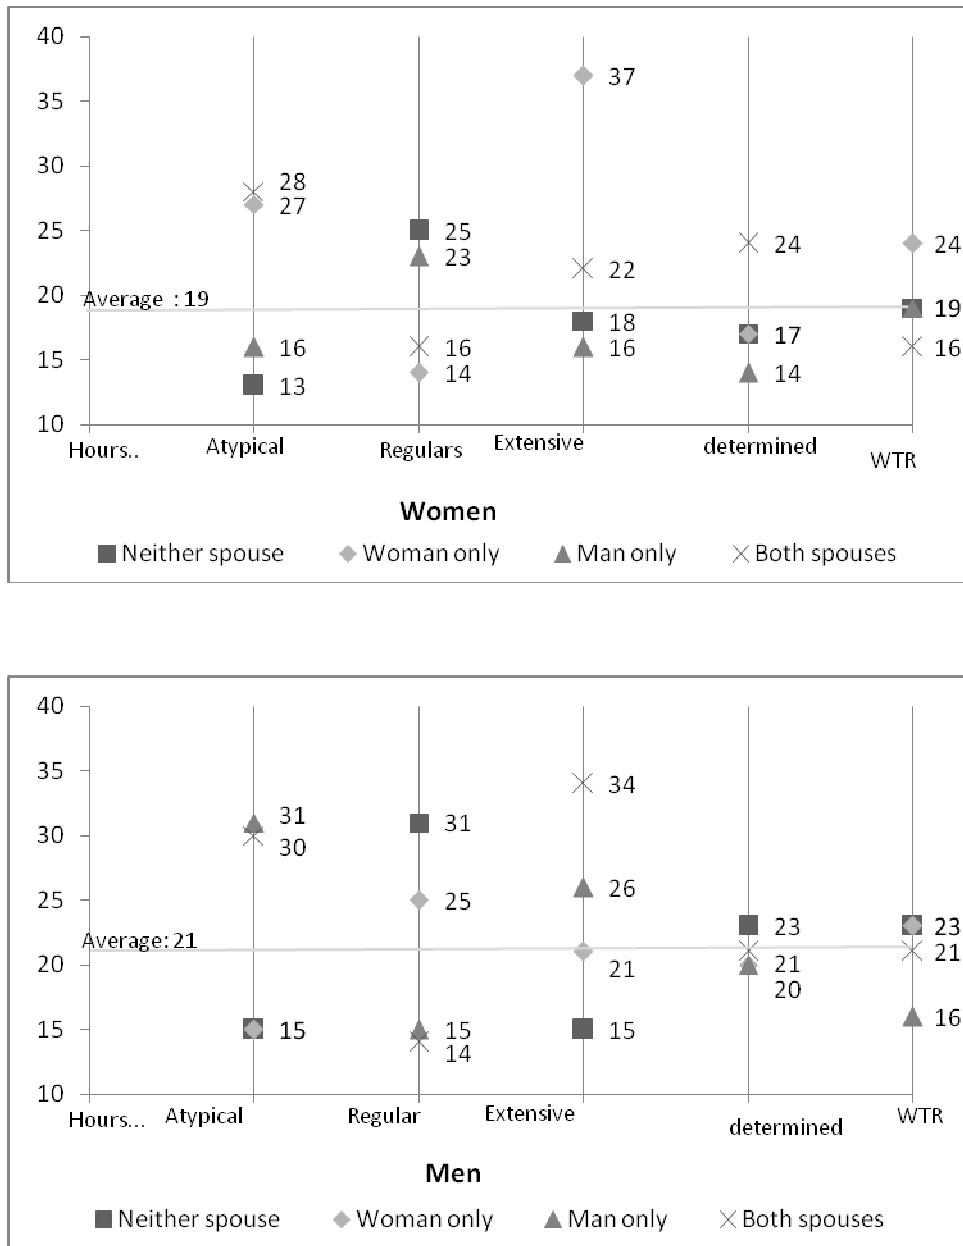 40
37
35
30
28
27
25
25
24
24
23
22
20
Average : 19
19
18
17
16
16
16
16
15
14
14
13
10
Hours..
Atypical
Regulars
Extensive
determined
WTR
Women
Neither spouse Woman only Man only Both spouses
40
35
34
31
31
30
30
26
25
25
23
23
Average: 21
21
21
21
20
20
16
15
15
15
15
14
10
Hours...
Atypical
Regular
Extensive
determined
WTR
Men
Neither spouse Woman only Man only Both spouses